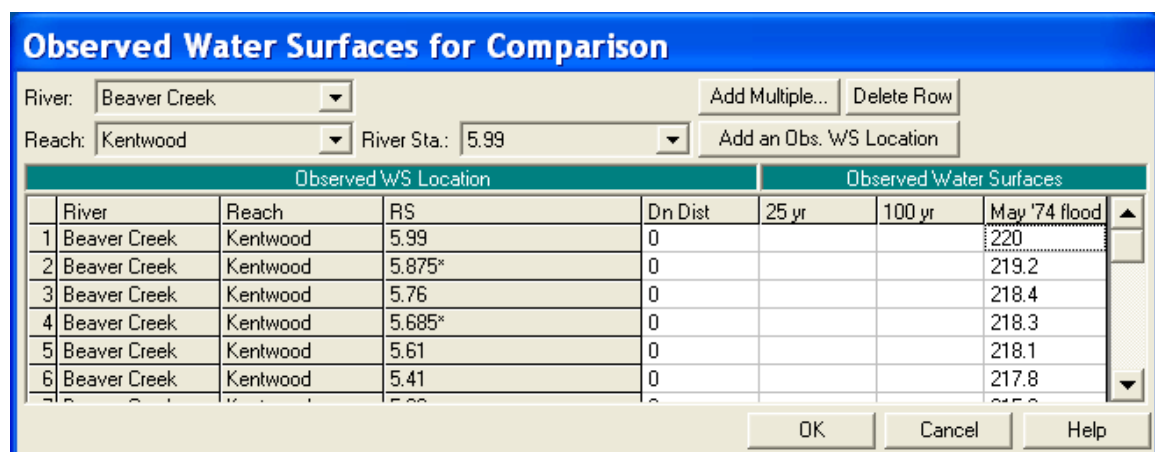 Observed Water Surfaces for Comparison
River: Beaver Creek Add Multiple... Delete Row
Reach: Kentwood River Sta.: 5.99 Add an Obs. WS Location
Observed WS Location Observed Water Surfaces
River Reach RS Dn Dist 25 yr 100 yr May '74 flood
1 Beaver Creek Kentwood 5.99 0 220
2 Beaver Creek Kentwood 5.875* 0 219.2
3 Beaver Creek Kentwood 5.76 0 218.4
4 Beaver Creek Kentwood 5.685* 0 218.3
5 Beaver Creek Kentwood 5.61 0 218.1
6 Beaver Creek Kentwood 5.41 0 217.8
OK Cancel Help